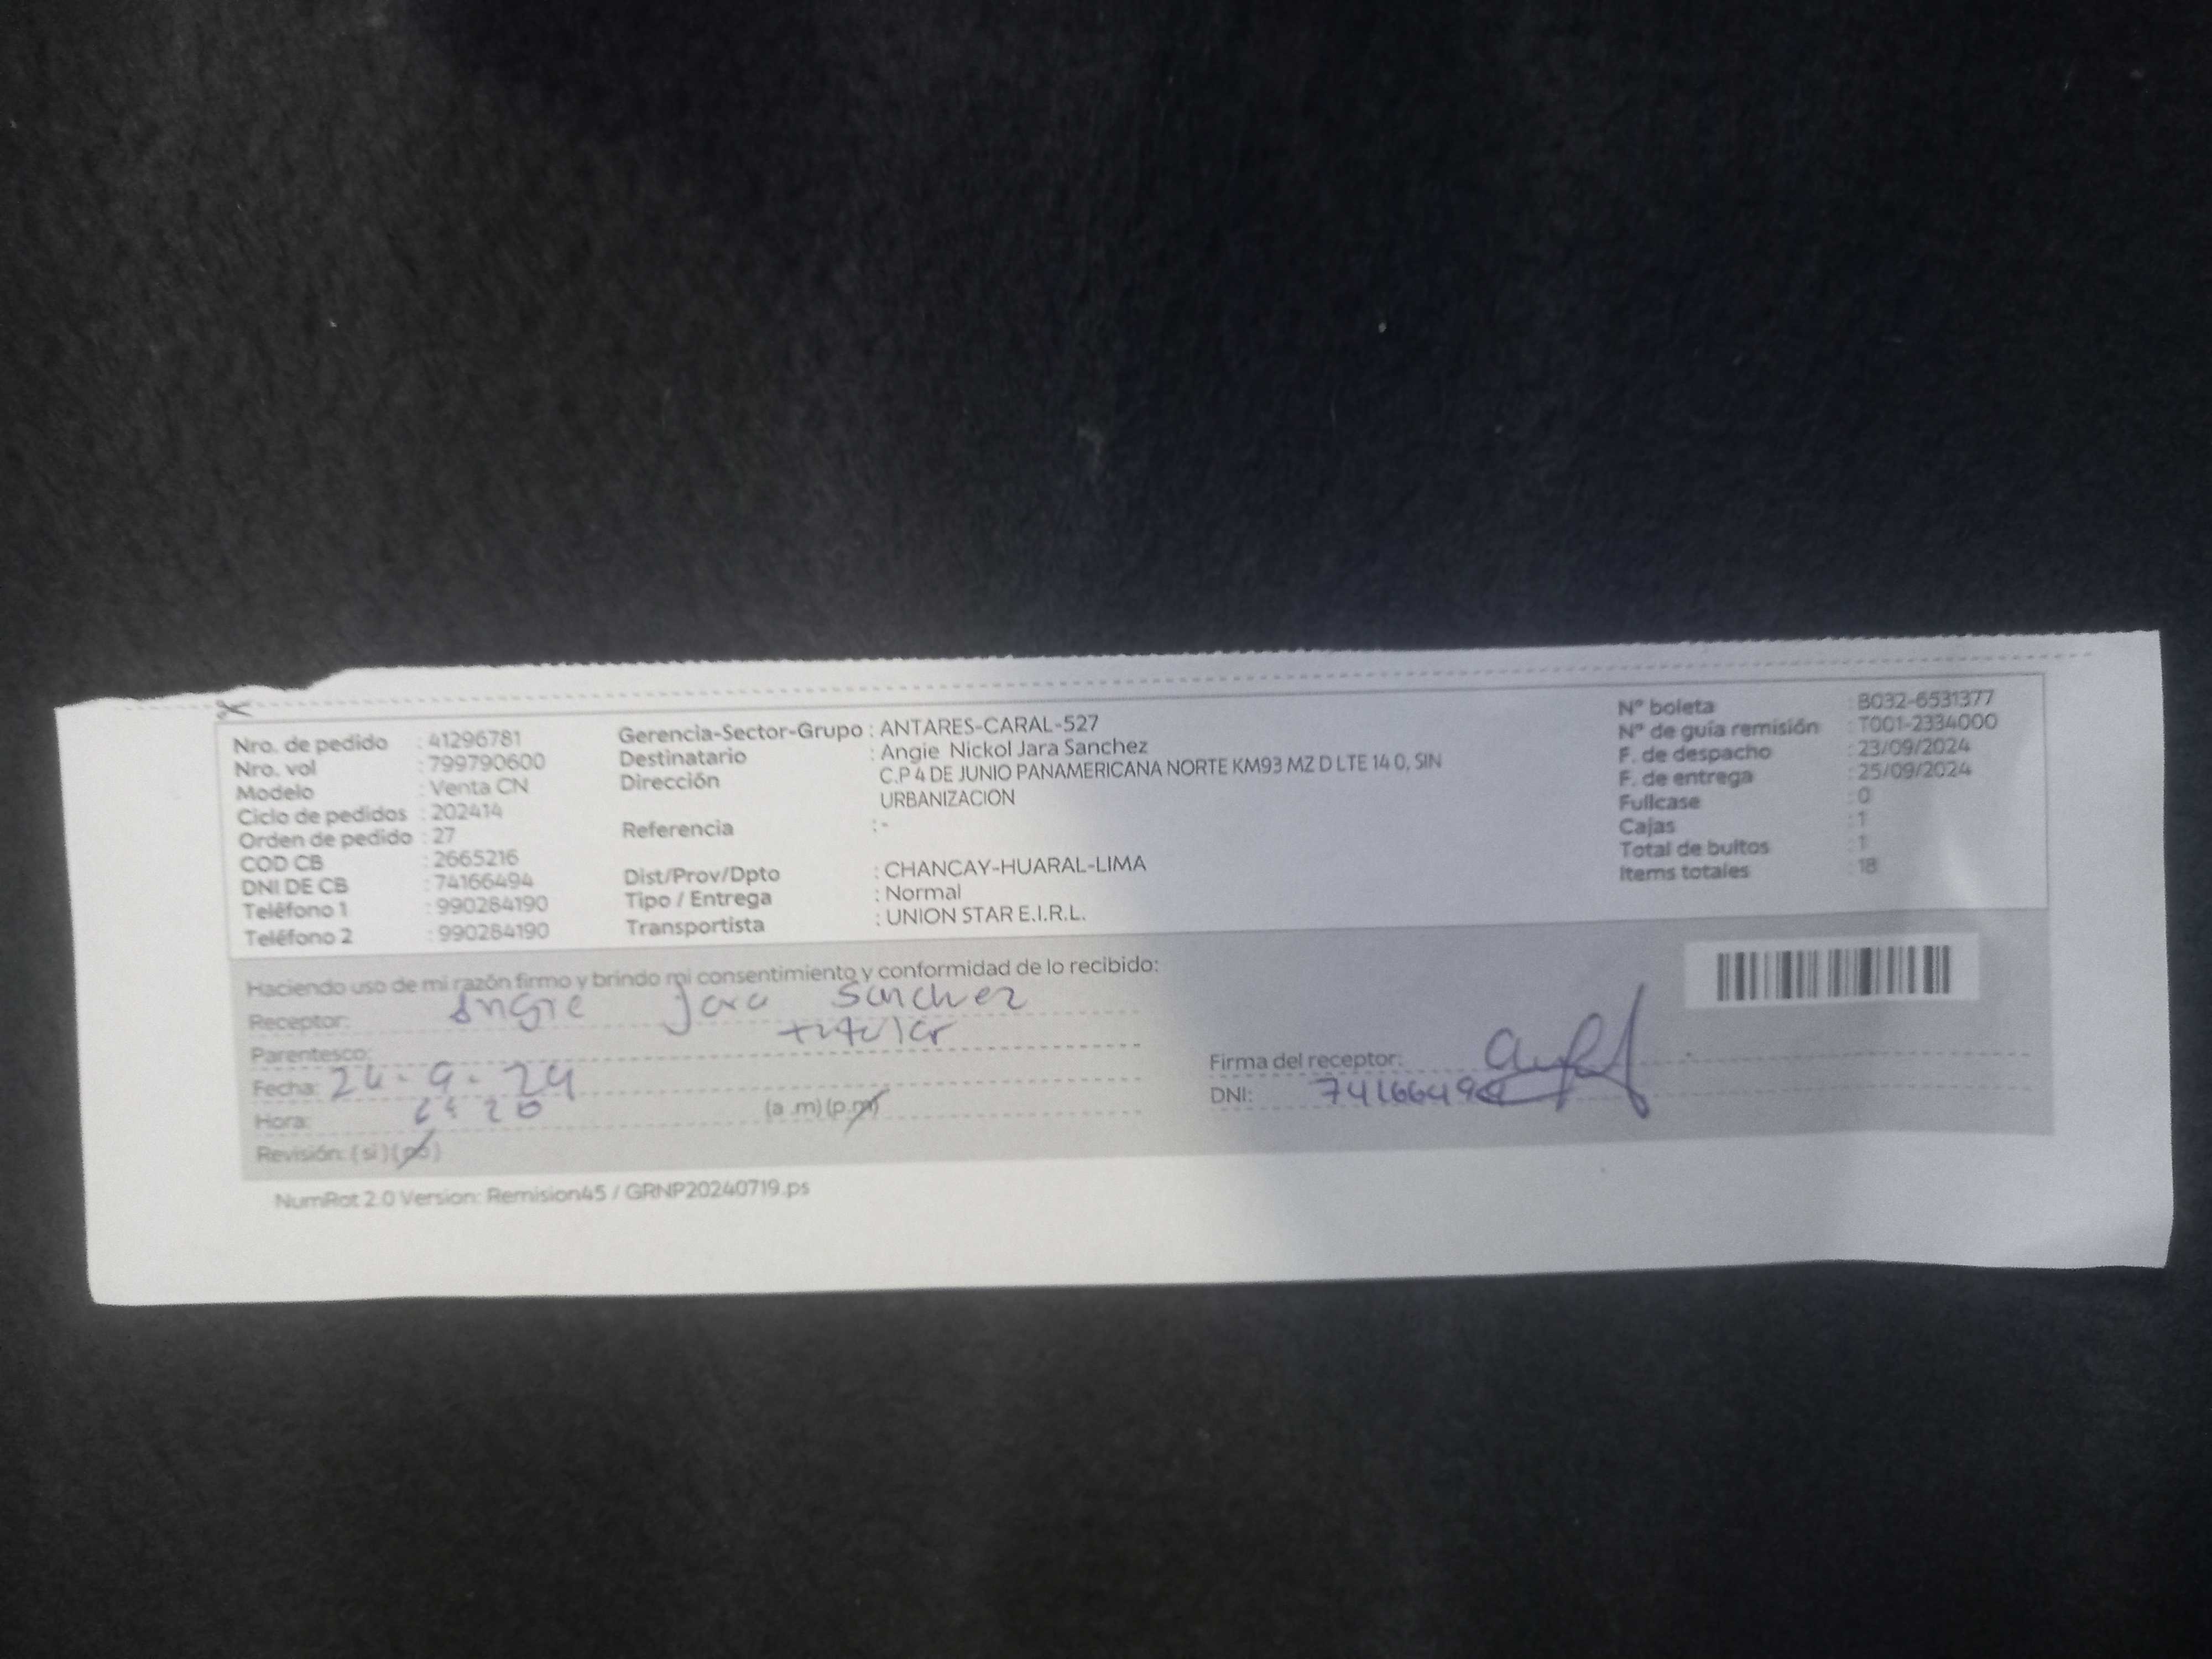 Nro. de pedido : 41296781
Nro. vol : 799790600
Modelo : Venta CN
Ciclo de pedidos : 202414
Orden de pedido : 27
COD CB : 2665216
DNI DE CB : 74166494
Teléfono 1 : 990284190
Teléfono 2 : 990284190
Gerencia-Sector-Grupo : ANTARES-CARAL-527
Destinatario : Angie Nickol Jara Sanchez
Dirección C.P 4 DE JUNIO PANAMERICANA NORTE KM93 MZ D LTE 14 0, SIN
URBANIZACION
Referencia :-
Dist/Prov/Dpto : CHANCAY-HUARAL-LIMA
Tipo / Entrega : Normal
Transportista : UNION STAR E.I.R.L.
N° boleta : B032-6531377
N° de guía remisión : T001-2334000
F. de despacho : 23/09/2024
F. de entrega : 25/09/2024
Fullcase : 0
Cajas : 1
Total de bultos : 1
Items totales : 18
Haciendo uso de mi razón firmo y brindo mi consentimiento y conformidad de lo recibido:
Receptor: Angie Jara Sanchez
Parentesco: titular
Fecha: 24-9-24
Hora: (a.m) (p.m)
Revisión: (si) (no)
Firma del receptor:
DNI: 74166494
NumRot 2.0 Version: Remision45 / GRNP20240719.ps